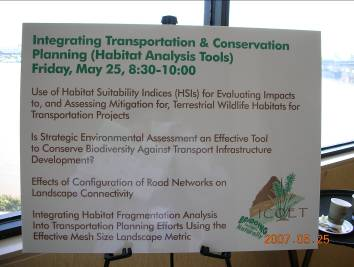 Integrating Transportation & Conservation
Planning (Habitat Analysis Tools)
Friday, May 25, 8:30-10:00
Use of Habitat Suitability Indices (HSIs) for Evaluating Impacts
to, and Assessing Mitigation for, Terrestrial Wildlife Habitats for
Transportation Projects
Is Strategic Environmental Assessment an Effective Tool
to Conserve Biodiversity Against Transport Infrastructure
Development?
Effects of Configuration of Road Networks on
Landscape Connectivity
Integrating Habitat Fragmentation Analysis
Into Transportation Planning Efforts Using the
Effective Mesh Size Landscape Metric
ICOET
2007.05.25